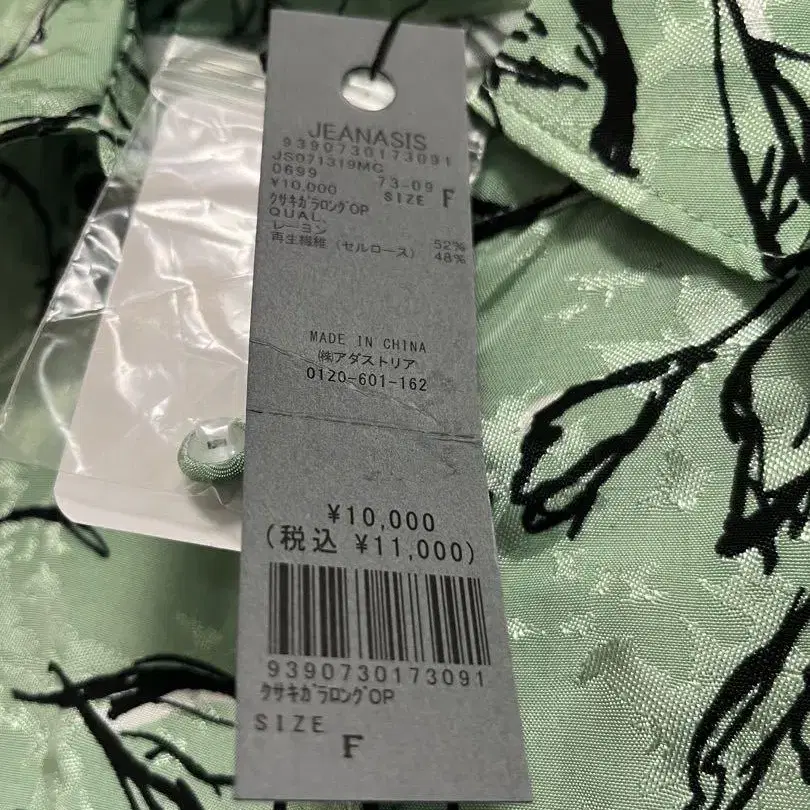 JEANASIS
9390730173091
JS071319MC
0699 73-09
¥10,000 SIZE F
ｸｻｷｶﾞﾗﾛﾝｸﾞOP
QUAL.
レーヨン 52%
再生繊維（セルロース） 48%
MADE IN CHINA
㈱アダストリア
0120-601-162
¥10,000
(税込 ¥11,000)
9390730173091
ｸｻｷｶﾞﾗﾛﾝｸﾞOP
SIZE
F